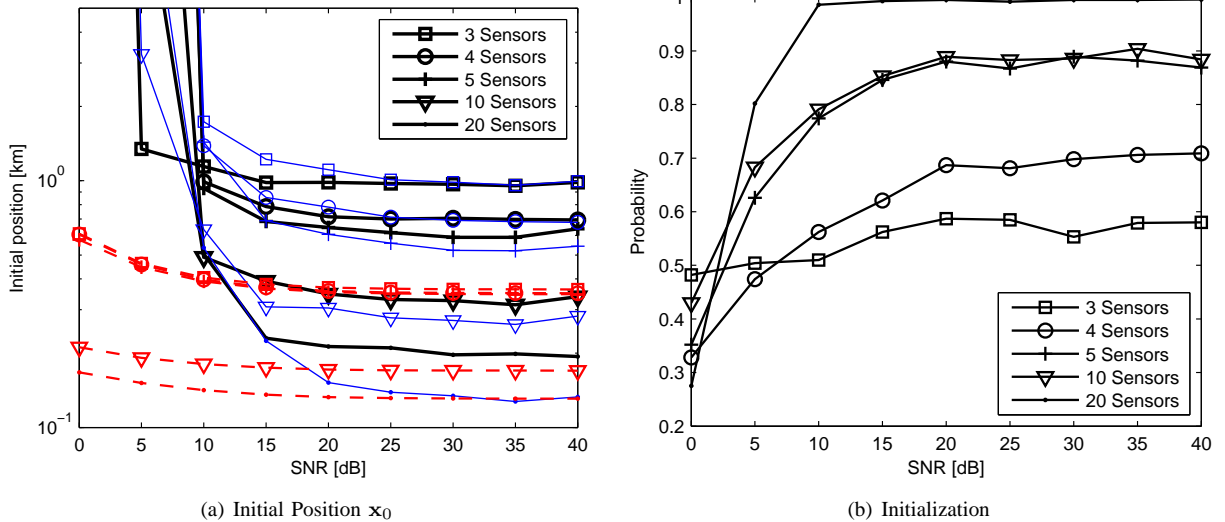 10^0
10^-1
Initial position [km]
0 5 10 15 20 25 30 35 40
SNR [dB]
3 Sensors
4 Sensors
5 Sensors
10 Sensors
20 Sensors
(a) Initial Position x0
1
0.9
0.8
0.7
0.6
0.5
0.4
0.3
0.2
Probability
0 5 10 15 20 25 30 35 40
SNR [dB]
3 Sensors
4 Sensors
5 Sensors
10 Sensors
20 Sensors
(b) Initialization